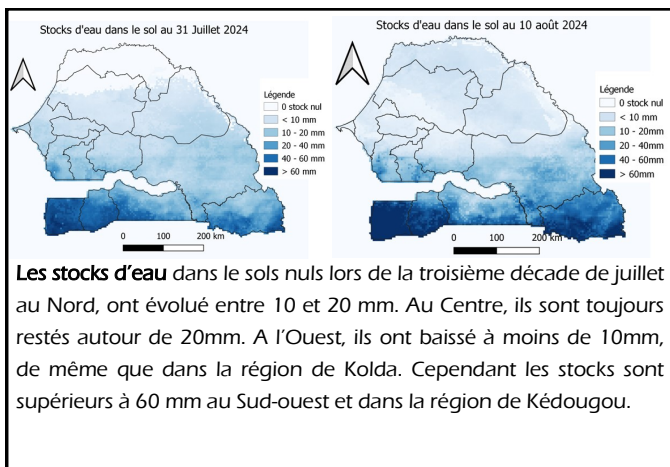 Stocks d'eau dans le sol au 31 Juillet 2024
Légende
0 stock nul
< 10 mm
10 - 20 mm
20 - 40 mm
40 - 60 mm
> 60 mm
0 100 200 km
Stocks d'eau dans le sol au 10 août 2024
Légende
0 stock nul
< 10 mm
10 - 20mm
20 - 40mm
40 - 60 mm
> 60mm
0 100 200 km
Les stocks d'eau dans le sols nuls lors de la troisième décade de juillet
au Nord, ont évolué entre 10 et 20 mm. Au Centre, ils sont toujours
restés autour de 20mm. A l'Ouest, ils ont baissé à moins de 10mm,
de même que dans la région de Kolda. Cependant les stocks sont
supérieurs à 60 mm au Sud-ouest et dans la région de Kédougou.